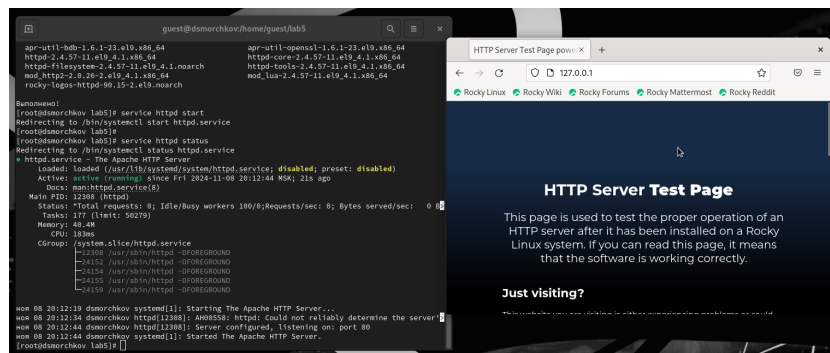 guest@dsmorchkov:/home/guest/lab5
apr-util-bdb-1.6.1-23.el9.x86_64 apr-util-openssl-1.6.1-23.el9.x86_64
httpd-2.4.57-11.el9_4.1.x86_64 httpd-core-2.4.57-11.el9_4.1.x86_64
httpd-filesystem-2.4.57-11.el9_4.1.noarch httpd-tools-2.4.57-11.el9_4.1.x86_64
mod_http2-2.0.26-2.el9_4.1.x86_64 mod_lua-2.4.57-11.el9_4.1.x86_64
rocky-logos-httpd-90.15-2.el9.noarch
Выполнено!
[root@dsmorchkov lab5]# service httpd start
Redirecting to /bin/systemctl start httpd.service
[root@dsmorchkov lab5]#
[root@dsmorchkov lab5]# service httpd status
Redirecting to /bin/systemctl status httpd.service
● httpd.service - The Apache HTTP Server
Loaded: loaded (/usr/lib/systemd/system/httpd.service; disabled; preset: disabled)
Active: active (running) since Fri 2024-11-08 20:12:44 MSK; 21s ago
Docs: man:httpd.service(8)
Main PID: 12308 (httpd)
Status: "Total requests: 0; Idle/Busy workers 100/0;Requests/sec: 0; Bytes served/sec: 0 B>
Tasks: 177 (limit: 50279)
Memory: 40.4M
CPU: 183ms
CGroup: /system.slice/httpd.service
├─12308 /usr/sbin/httpd -DFOREGROUND
├─24152 /usr/sbin/httpd -DFOREGROUND
├─24154 /usr/sbin/httpd -DFOREGROUND
├─24155 /usr/sbin/httpd -DFOREGROUND
└─24159 /usr/sbin/httpd -DFOREGROUND
ноя 08 20:12:19 dsmorchkov systemd[1]: Starting The Apache HTTP Server...
ноя 08 20:12:34 dsmorchkov httpd[12308]: AH00558: httpd: Could not reliably determine the server'>
ноя 08 20:12:44 dsmorchkov httpd[12308]: Server configured, listening on: port 80
ноя 08 20:12:44 dsmorchkov systemd[1]: Started The Apache HTTP Server.
[root@dsmorchkov lab5]#
HTTP Server Test Page powe
127.0.0.1
Rocky Linux Rocky Wiki Rocky Forums Rocky Mattermost Rocky Reddit
HTTP Server Test Page
This page is used to test the proper operation of an
HTTP server after it has been installed on a Rocky
Linux system. If you can read this page, it means
that the software is working correctly.
Just visiting?